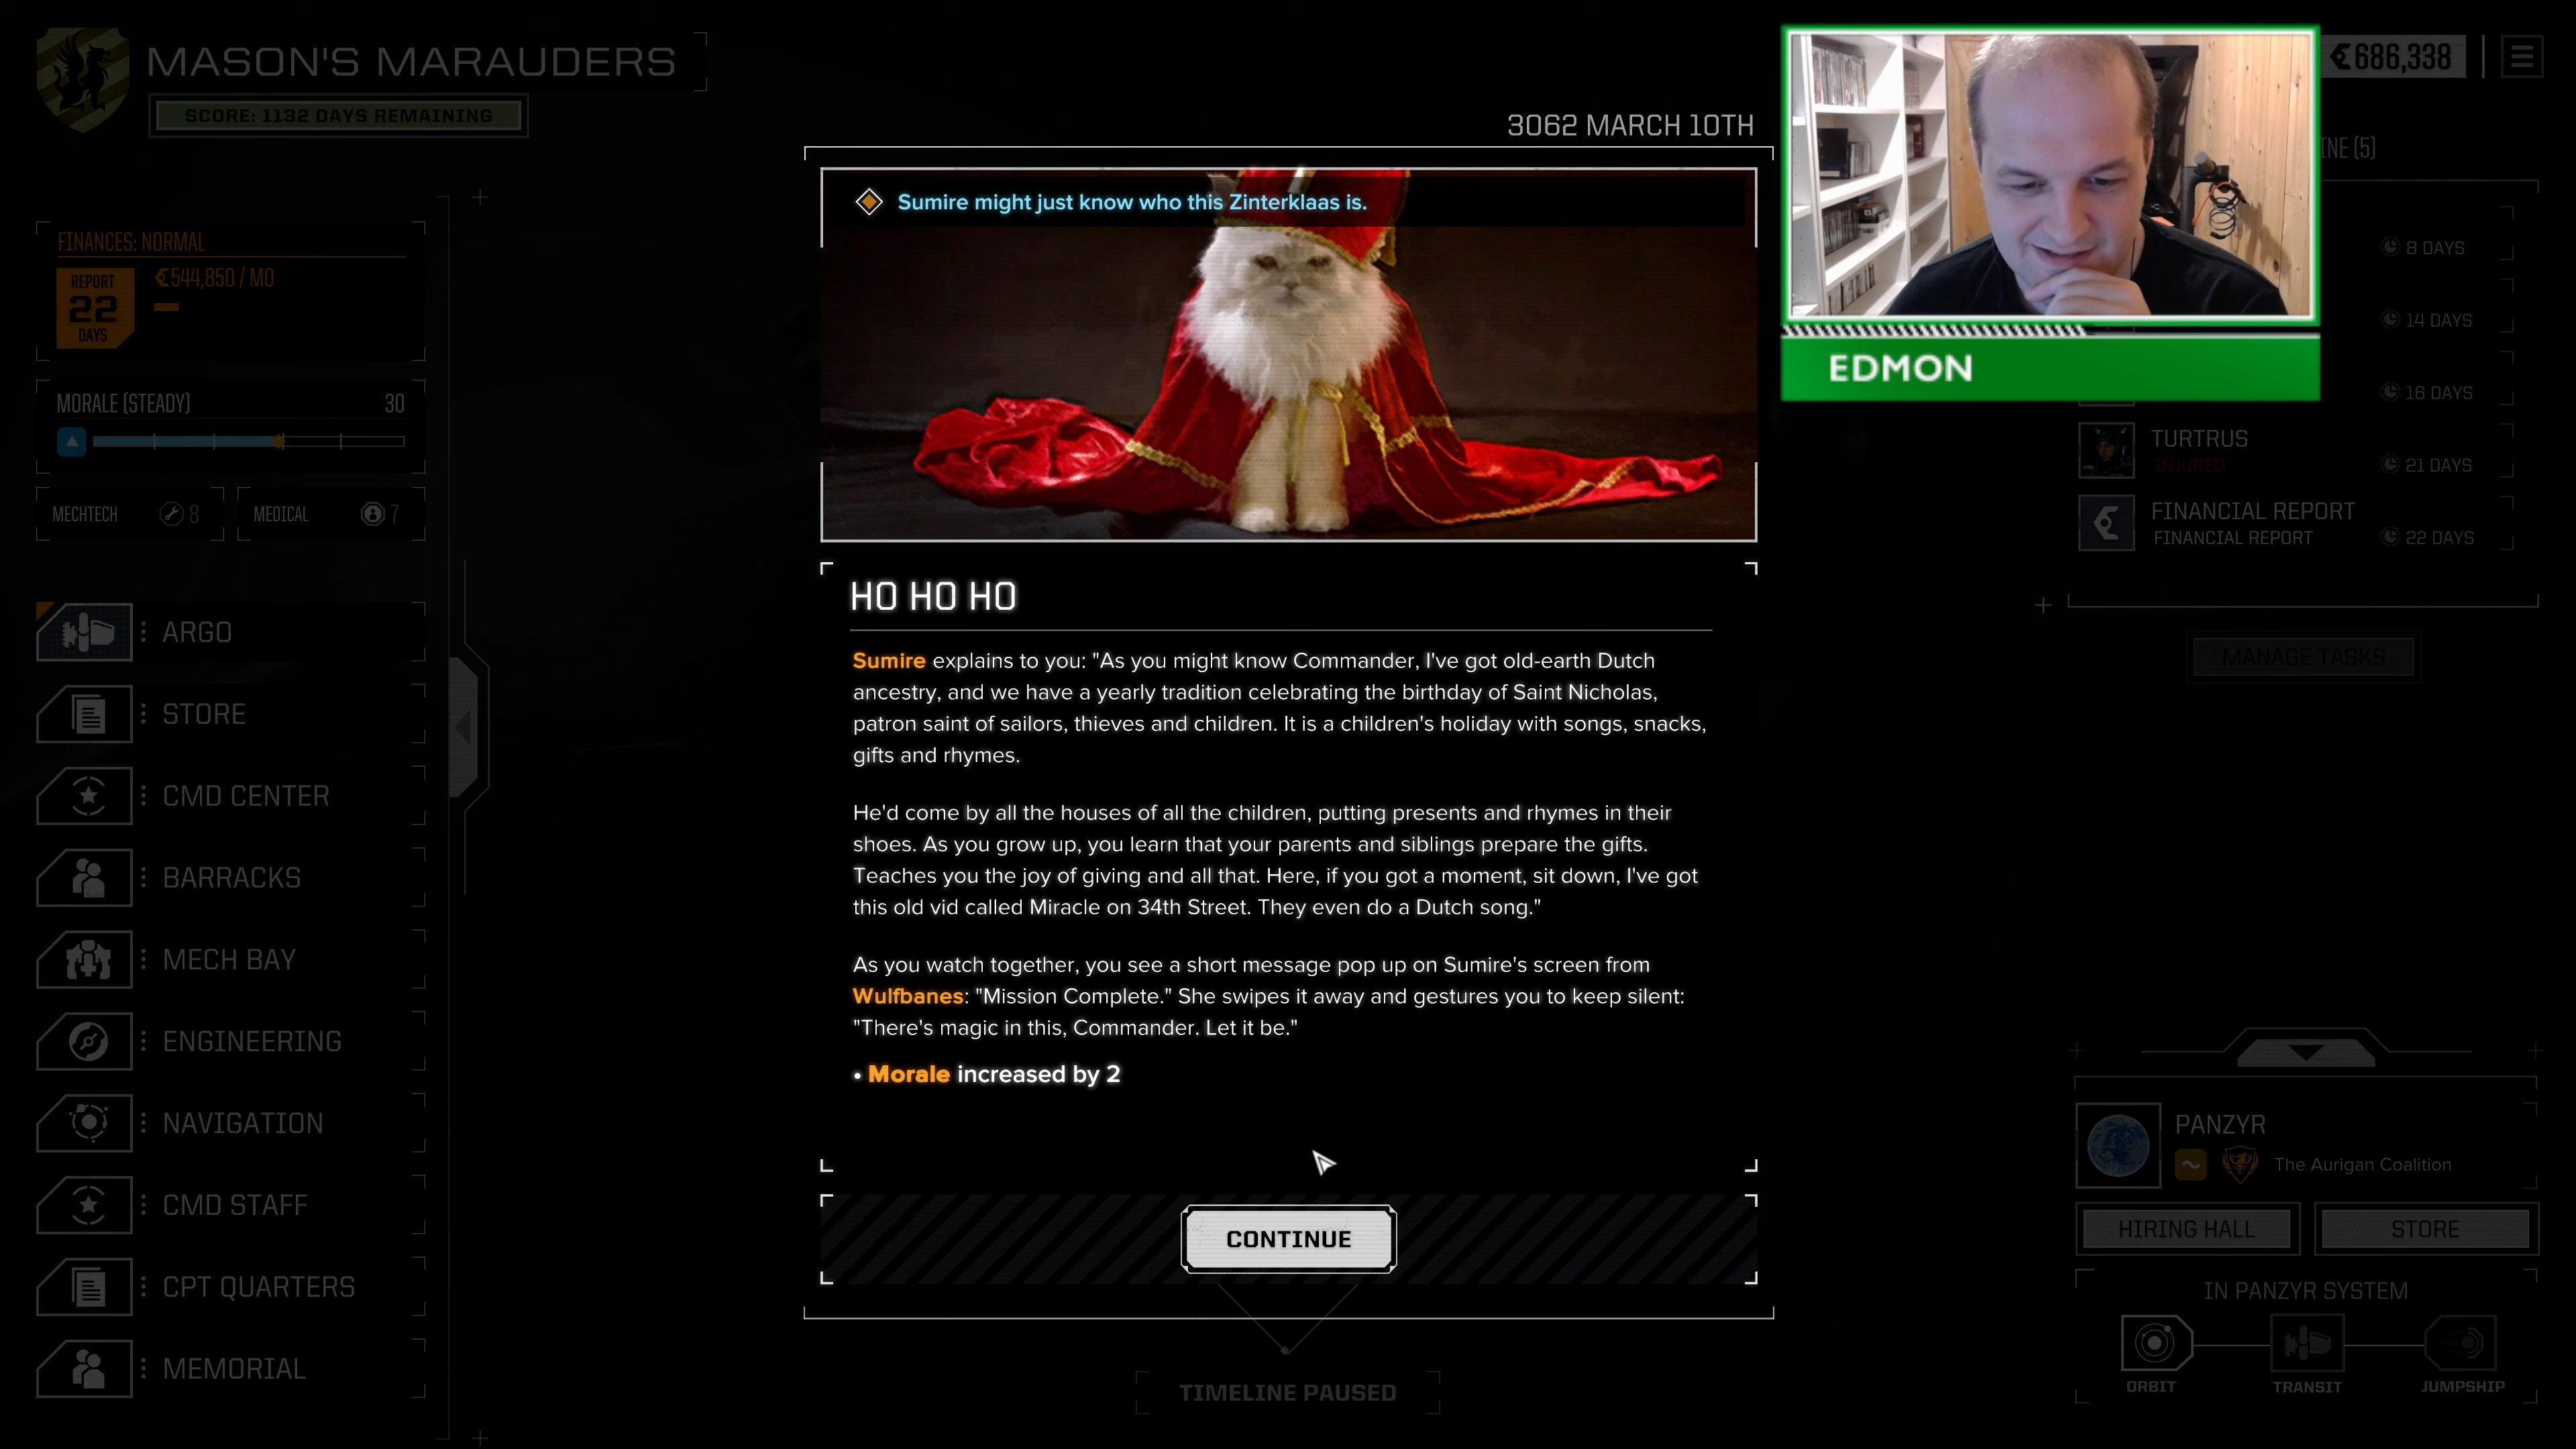 MASON'S MARAUDERS
SCORE: 1132 DAYS REMAINING
FINANCES: NORMAL
REPORT
22
DAYS
544,850 / MO
MORALE (STEADY) 30
MECHTECH 8 MEDICAL 7
ARGO
STORE
CMD CENTER
BARRACKS
MECH BAY
ENGINEERING
NAVIGATION
CMD STAFF
CPT QUARTERS
MEMORIAL
3062 MARCH 10TH
Sumire might just know who this Zinterklaas is.
HO HO HO
Sumire explains to you: "As you might know Commander, I've got old-earth Dutch
ancestry, and we have a yearly tradition celebrating the birthday of Saint Nicholas,
patron saint of sailors, thieves and children. It is a children's holiday with songs, snacks,
gifts and rhymes.
He'd come by all the houses of all the children, putting presents and rhymes in their
shoes. As you grow up, you learn that your parents and siblings prepare the gifts.
Teaches you the joy of giving and all that. Here, if you got a moment, sit down, I've got
this old vid called Miracle on 34th Street. They even do a Dutch song."
As you watch together, you see a short message pop up on Sumire's screen from
Wulfbanes: "Mission Complete." She swipes it away and gestures you to keep silent:
"There's magic in this, Commander. Let it be."
• Morale increased by 2
CONTINUE
TIMELINE PAUSED
EDMON
686,338
INE (5)
8 DAYS
14 DAYS
16 DAYS
TURTRUS
INJURED
21 DAYS
FINANCIAL REPORT
FINANCIAL REPORT
22 DAYS
MANAGE TASKS
PANZYR
The Aurigan Coalition
HIRING HALL STORE
IN PANZYR SYSTEM
ORBIT TRANSIT JUMPSHIP